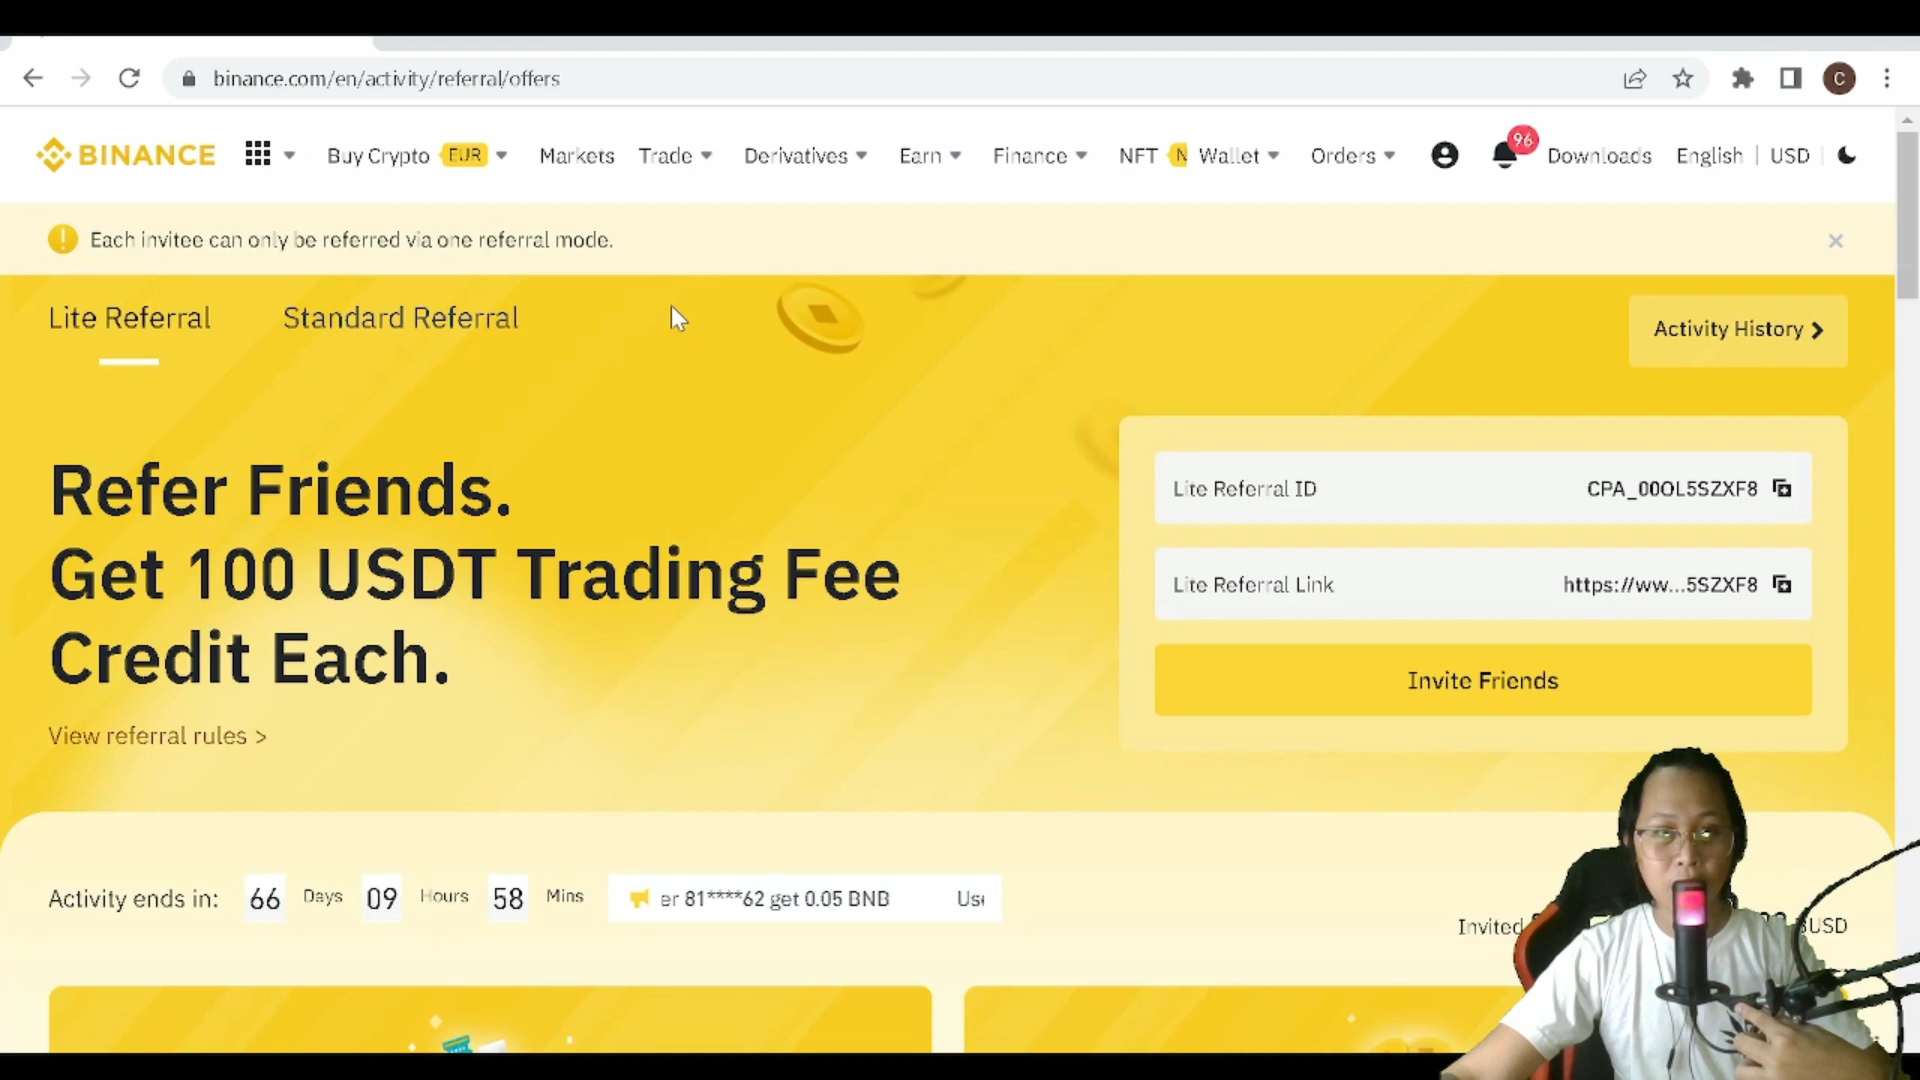 binance.com/en/activity/referral/offers
C
BINANCE
Buy Crypto EUR
Markets
Trade
Derivatives
Earn
Finance
NFT N
Wallet
Orders
96
Downloads
English | USD
Each invitee can only be referred via one referral mode.
Lite Referral
Standard Referral
Activity History
Refer Friends.
Get 100 USDT Trading Fee
Credit Each.
View referral rules >
Lite Referral ID CPA_00OL5SZXF8
Lite Referral Link https://ww...5SZXF8
Invite Friends
Activity ends in: 66 Days 09 Hours 58 Mins
er 81****62 get 0.05 BNB
Invited